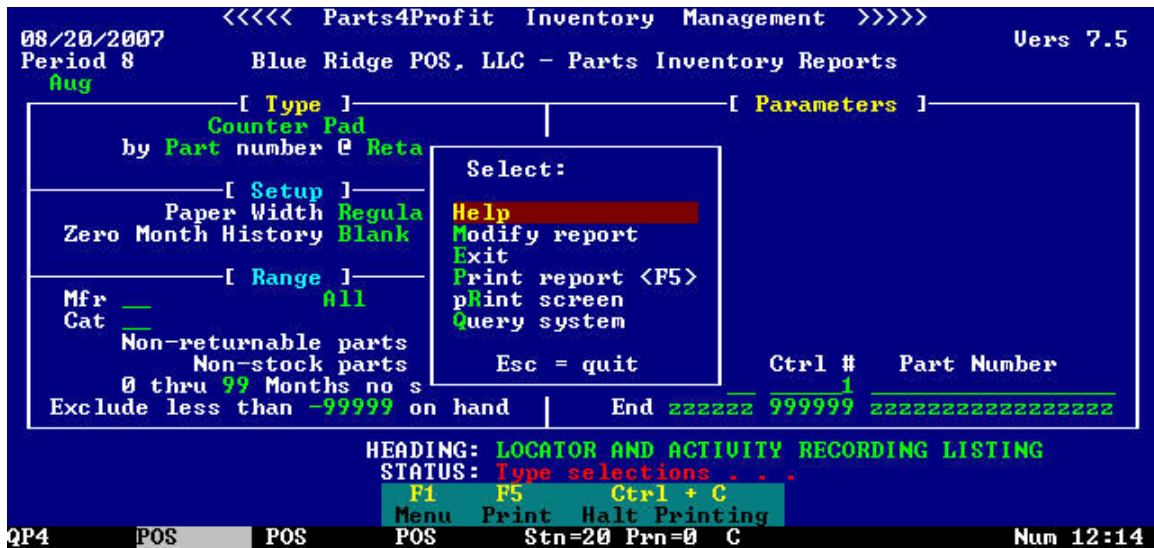 <<<<< Parts4Profit Inventory Management >>>>>
08/20/2007 Vers 7.5
Period 8 Blue Ridge POS, LLC - Parts Inventory Reports
Aug
[ Type ] [ Parameters ]
Counter Pad
by Part number @ Reta
Select:
[ Setup ]
Paper Width Regula Help
Zero Month History Blank Modify report
Exit
[ Range ] Print report <F5>
Mfr __ All pRint screen
Cat __ Query system
Non-returnable parts
Non-stock parts Esc = quit Ctrl # Part Number
0 thru 99 Months no s __ 1
Exclude less than -99999 on hand End zzzzzz 999999 zzzzzzzzzzzzzzzzz
HEADING: LOCATOR AND ACTIVITY RECORDING LISTING
STATUS: Type selections . . .
F1 F5 Ctrl + C
Menu Print Halt Printing
QP4 POS POS POS Stn=20 Prn=0 C Num 12:14